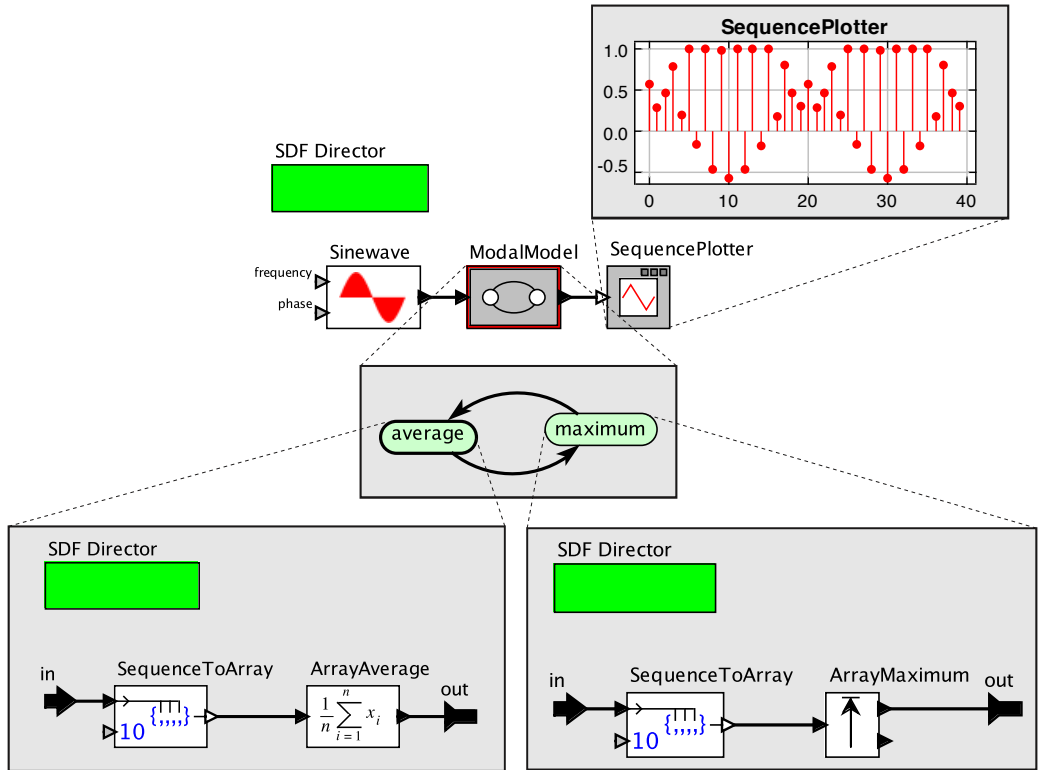 SequencePlotter
1.0
0.5
0.0
-0.5
0 10 20 30 40
SDF Director
Sinewave
ModalModel
SequencePlotter
frequency
phase
average
maximum
SDF Director
in
SequenceToArray
ArrayAverage
out
10
{,,,,}
1/n n ∑ i=1 xi
SDF Director
in
SequenceToArray
ArrayMaximum
out
10
{,,,,}